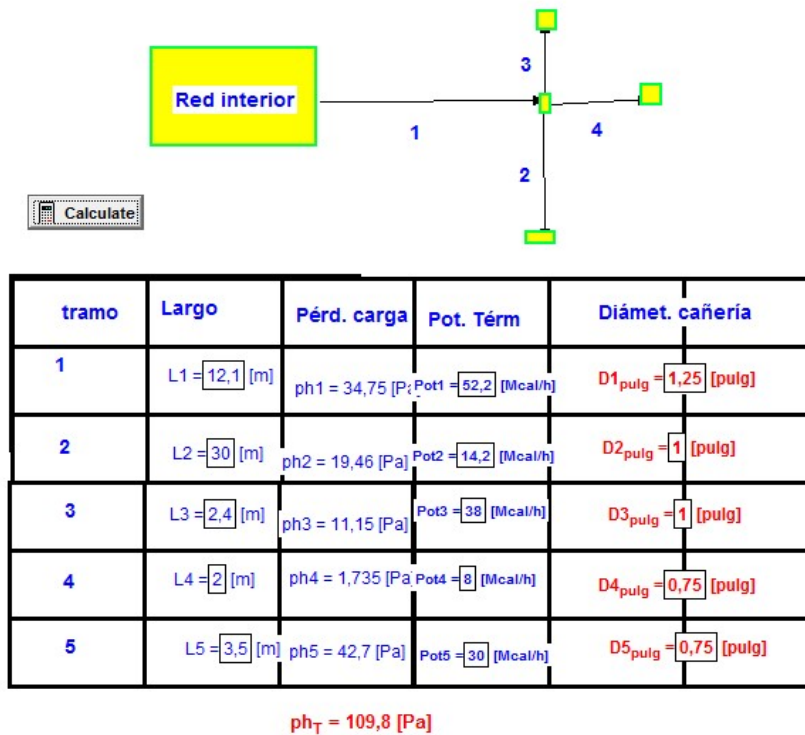 3
Red interior
1
4
2
Calculate
tramo Largo Pérd. carga Pot. Térm Diámet. cañería
1 L1 = 12,1 [m] ph1 = 34,75 [Pa Pot1 = 52,2 [Mcal/h] D1pulg = 1,25 [pulg]
2 L2 = 30 [m] ph2 = 19,46 [Pa] Pot2 = 14,2 [Mcal/h] D2pulg = 1 [pulg]
3 L3 = 2,4 [m] ph3 = 11,15 [Pa] Pot3 = 38 [Mcal/h] D3pulg = 1 [pulg]
4 L4 = 2 [m] ph4 = 1,735 [Pa Pot4 = 8 [Mcal/h] D4pulg = 0,75 [pulg]
5 L5 = 3,5 [m] ph5 = 42,7 [Pa] Pot5 = 30 [Mcal/h] D5pulg = 0,75 [pulg]
phT = 109,8 [Pa]